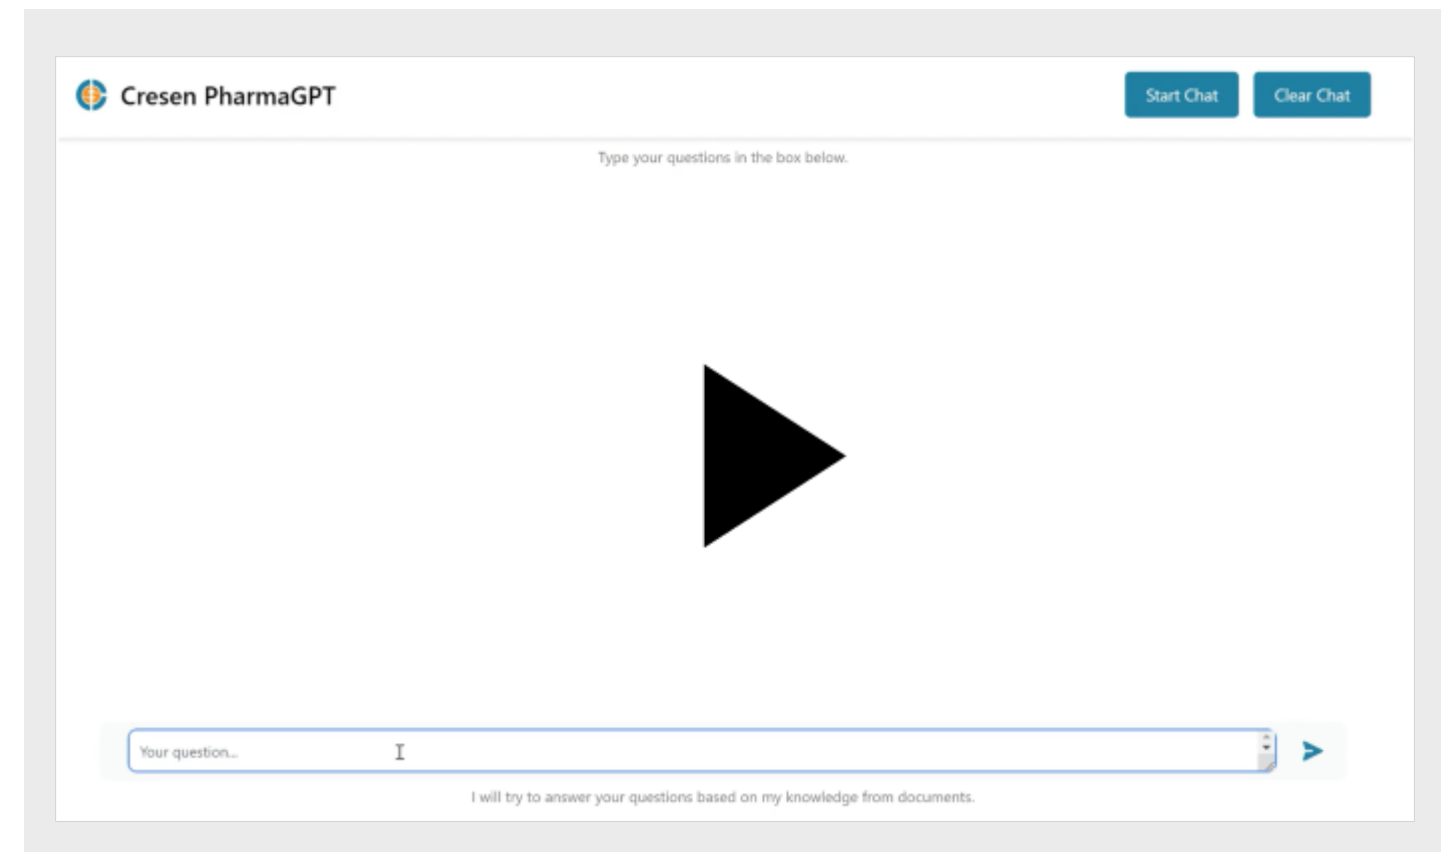 Cresen PharmaGPT
Start Chat
Clear Chat
Type your questions in the box below.
Your question...
I will try to answer your questions based on my knowledge from documents.